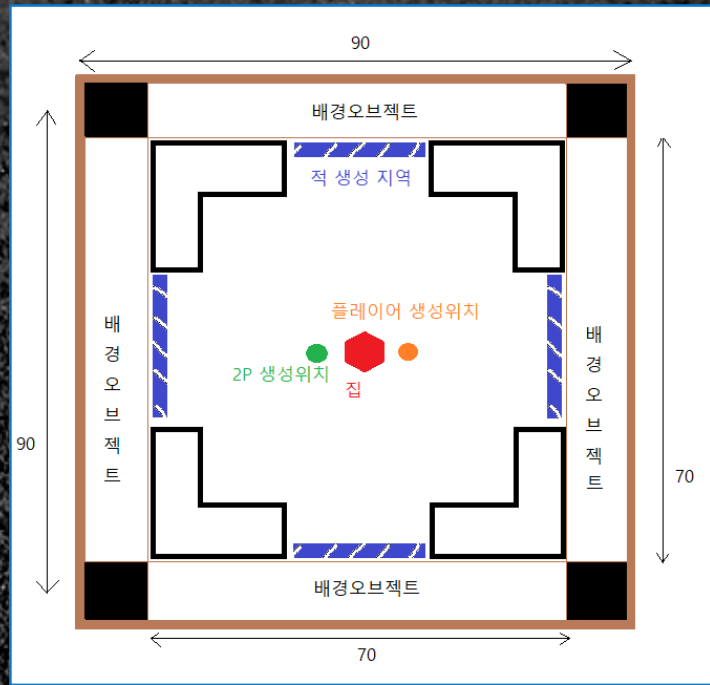 90
배경오브젝트
적 생성 지역
플레이어 생성위치
2P 생성위치
집
배경오브젝트
배경오브젝트
90
70
배경오브젝트
70